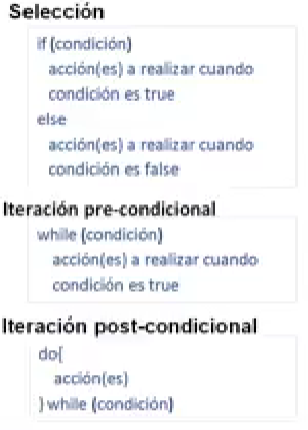 Selección
if (condición)
acción(es) a realizar cuando
condición es true
else
acción(es) a realizar cuando
condición es false
Iteración pre-condicional
while (condición)
acción(es) a realizar cuando
condición es true
Iteración post-condicional
do{
acción(es)
} while (condición)